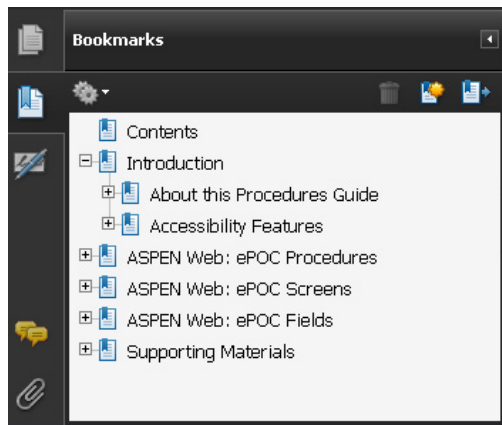 Bookmarks
Contents
Introduction
About this Procedures Guide
Accessibility Features
ASPEN Web: ePOC Procedures
ASPEN Web: ePOC Screens
ASPEN Web: ePOC Fields
Supporting Materials